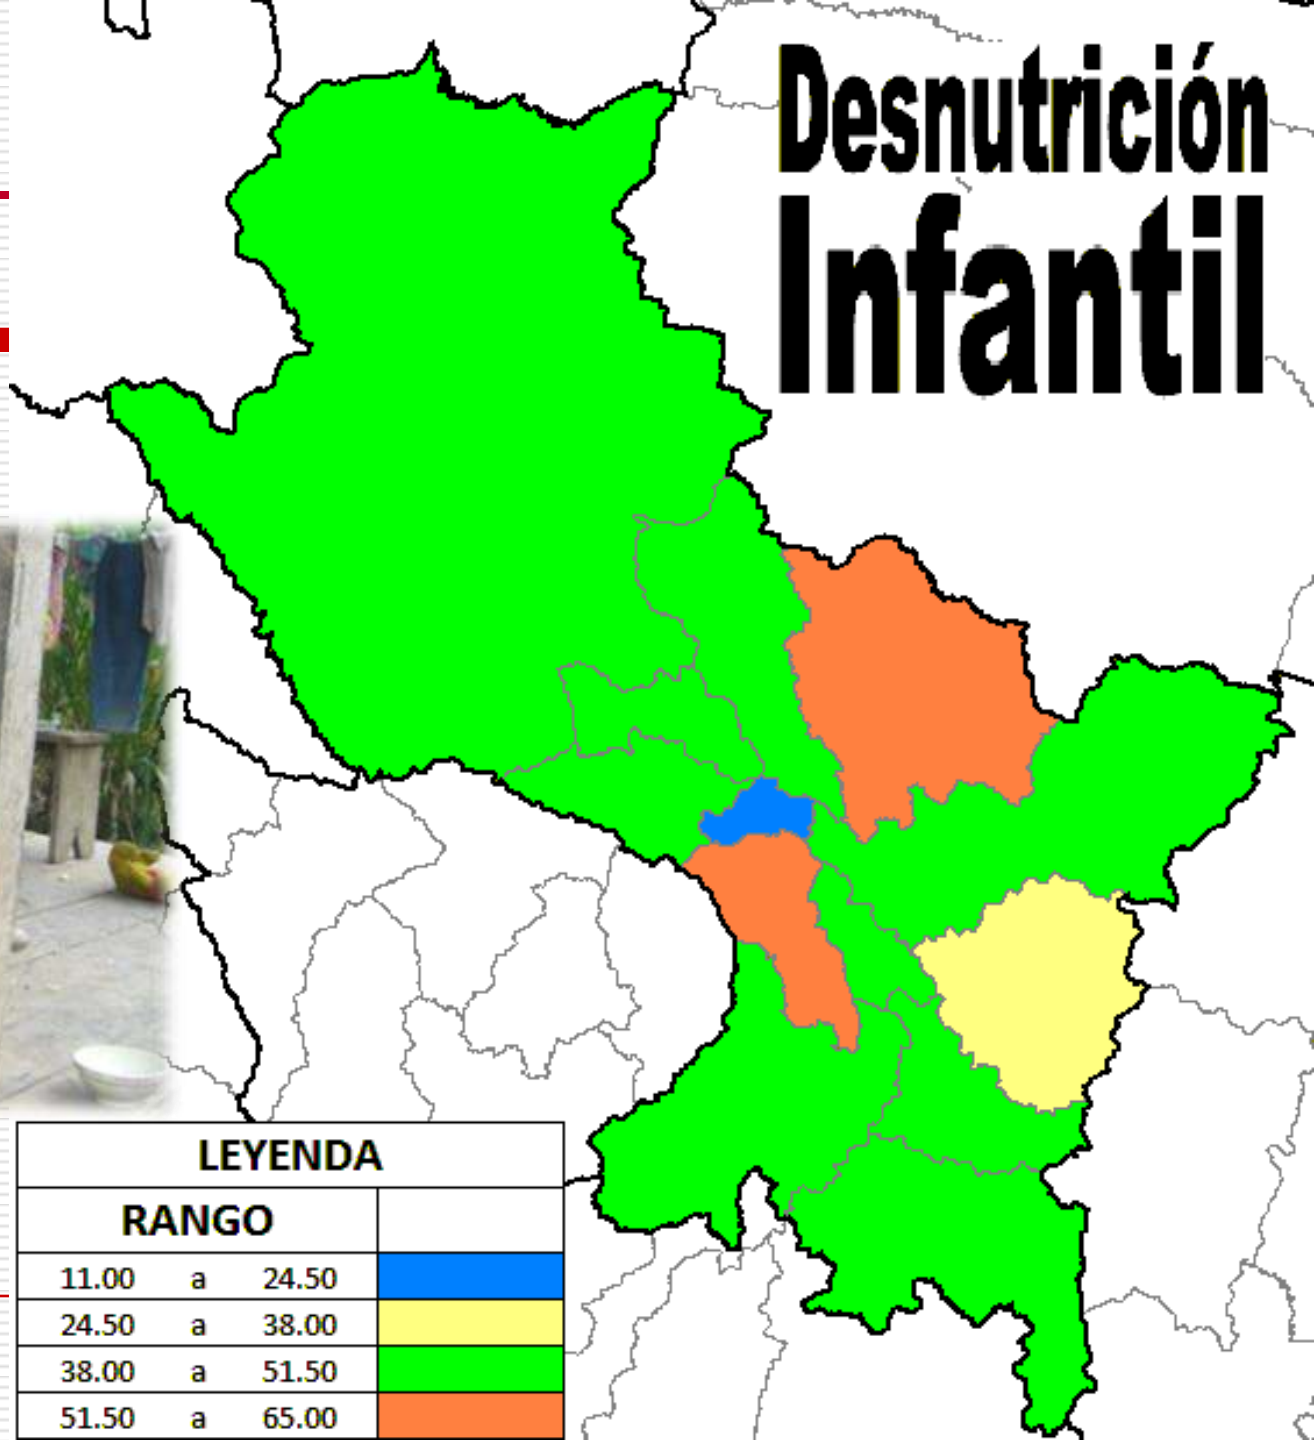 Desnutrición
Infantil
LEYENDA
RANGO
11.00 a 24.50
24.50 a 38.00
38.00 a 51.50
51.50 a 65.00